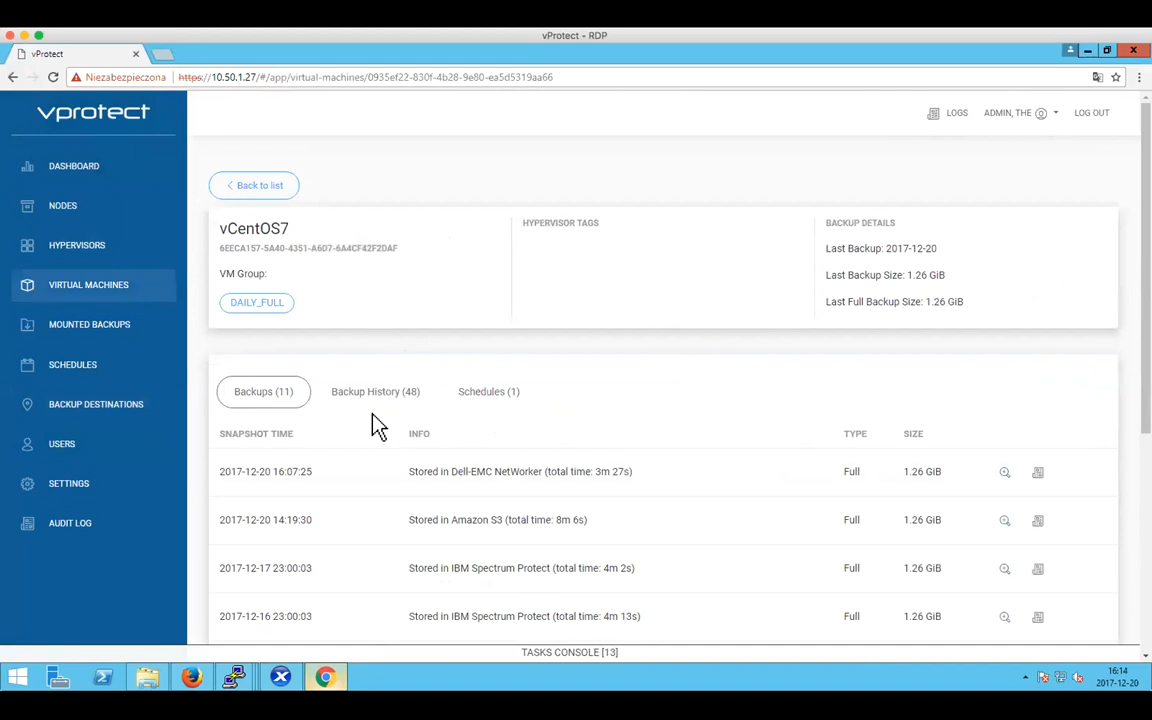 vProtect - RDP
vProtect
Niezabezpieczona https://10.50.1.27/#/app/virtual-machines/0935ef22-830f-4b28-9e80-ea5d5319aa66
vprotect
LOGS ADMIN, THE LOG OUT
DASHBOARD
NODES
HYPERVISORS
VIRTUAL MACHINES
MOUNTED BACKUPS
SCHEDULES
BACKUP DESTINATIONS
USERS
SETTINGS
AUDIT LOG
Back to list
vCentOS7
6EECA157-5A40-4351-A6D7-6A4CF42F2DAF
VM Group:
DAILY_FULL
HYPERVISOR TAGS
BACKUP DETAILS
Last Backup: 2017-12-20
Last Backup Size: 1.26 GiB
Last Full Backup Size: 1.26 GiB
Backups (11) Backup History (48) Schedules (1)
SNAPSHOT TIME INFO TYPE SIZE
2017-12-20 16:07:25 Stored in Dell-EMC NetWorker (total time: 3m 27s) Full 1.26 GiB
2017-12-20 14:19:30 Stored in Amazon S3 (total time: 8m 6s) Full 1.26 GiB
2017-12-17 23:00:03 Stored in IBM Spectrum Protect (total time: 4m 2s) Full 1.26 GiB
2017-12-16 23:00:03 Stored in IBM Spectrum Protect (total time: 4m 13s) Full 1.26 GiB
TASKS CONSOLE [13]
16:14
2017-12-20